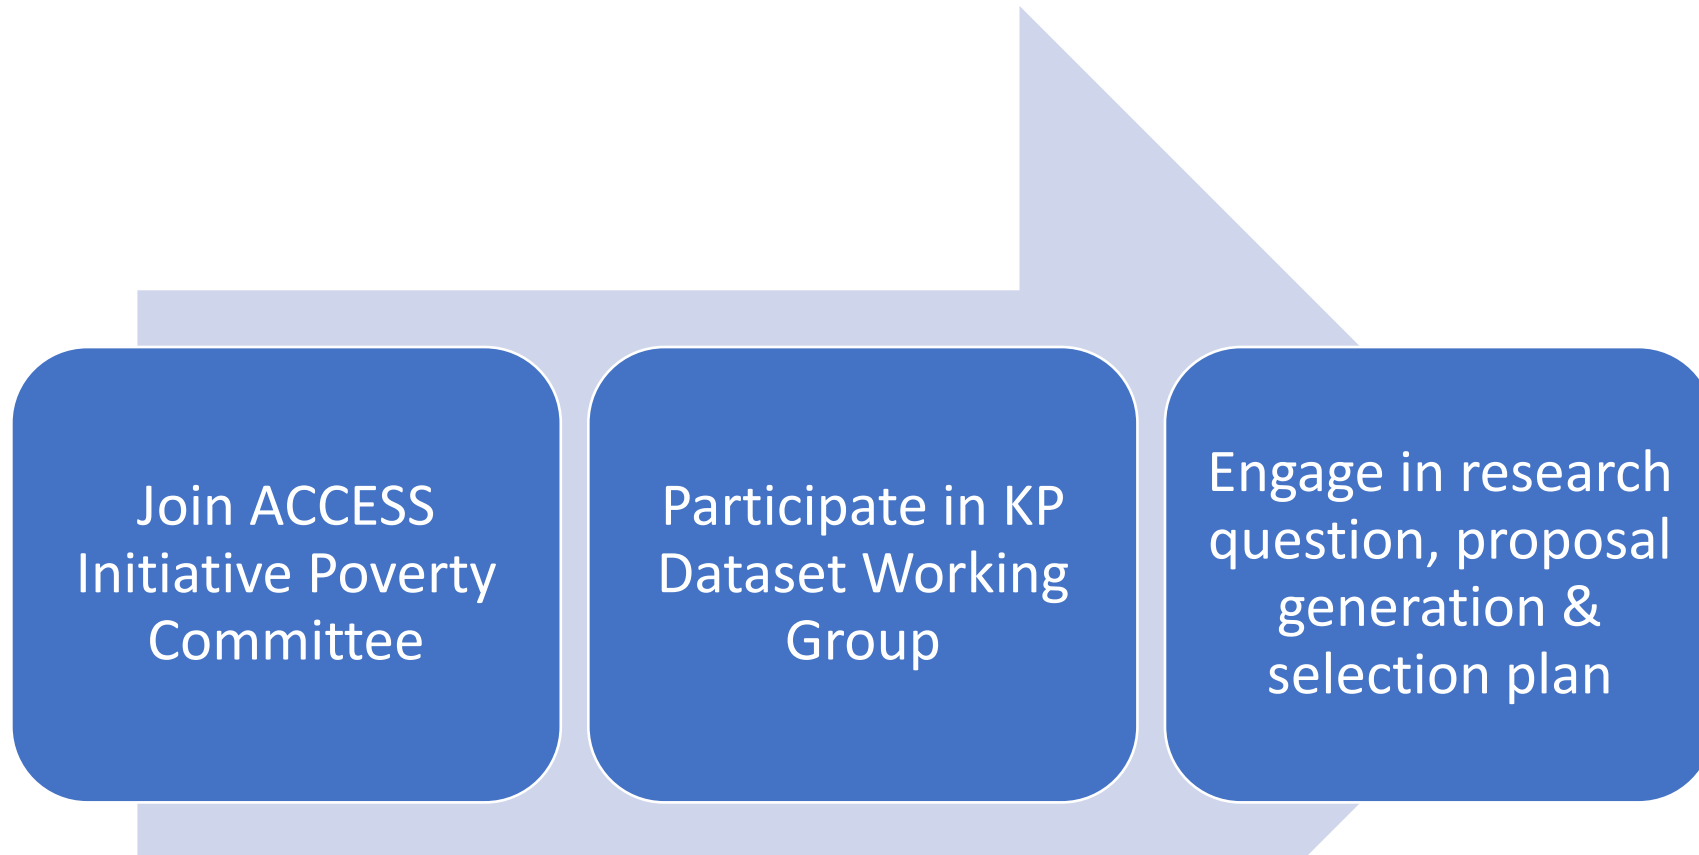 Join ACCESS
Initiative Poverty
Committee
Participate in KP
Dataset Working
Group
Engage in research
question, proposal
generation &
selection plan